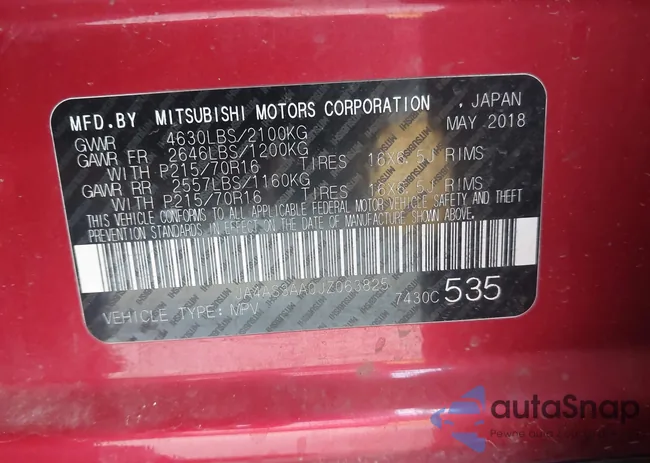 MFD.BY MITSUBISHI MOTORS CORPORATION , JAPAN
GVWR 4630LBS/2100KG MAY 2018
GAWR FR 2646LBS/1200KG
WITH P215/70R16 TIRES 16X6.5J RIMS
GAWR RR 2557LBS/1160KG
WITH P215/70R16 TIRES 16X6.5J RIMS
THIS VEHICLE CONFORMS TO ALL APPLICABLE FEDERAL MOTOR VEHICLE SAFETY AND THEFT
PREVENTION STANDARDS IN EFFECT ON THE DATE OF MANUFACTURE SHOWN ABOVE.
JA4AS3AA0JZ063825
7430C 535
VEHICLE TYPE: MPV
autaSnap